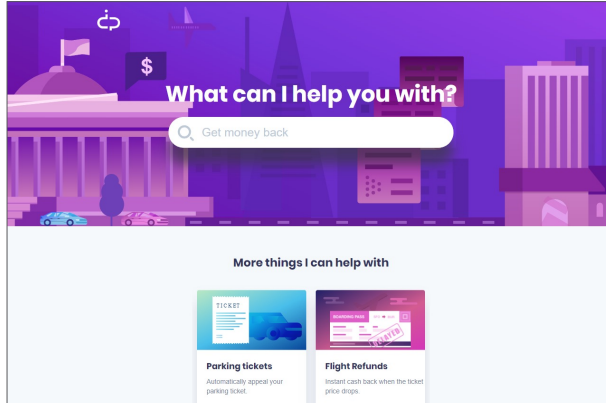 $
What can I help you with?
Get money back
More things I can help with
TICKET
BOARDING PASS
DELAYED
Parking tickets
Automatically appeal your
parking ticket
Flight Refunds
Instant cash back when the ticket
price drops.